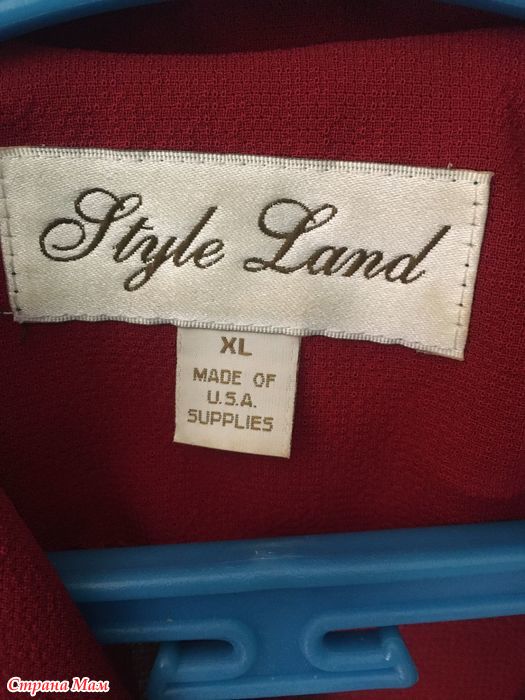 Style Land
XL
MADE OF
U.S.A.
SUPPLIES
Страна Мам